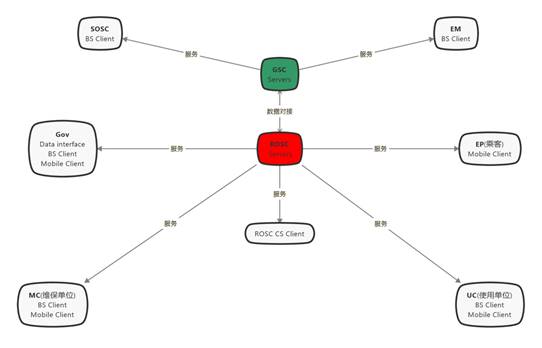 SOSC
BS Client
EM
BS Client
服务
服务
GSC
Servers
数据对接
Gov
Data interface
BS Client
Mobile Client
服务
ROSC
Servers
服务
EP(乘客)
Mobile Client
服务
服务
服务
ROSC CS Client
MC(维保单位)
BS Client
Mobile Client
UC(使用单位)
BS Client
Mobile Client